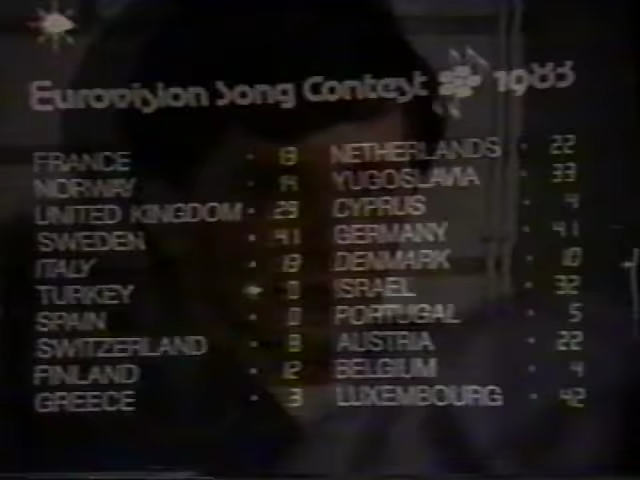 Eurovision Song Contest 1983
FRANCE · 13 NETHERLANDS · 22
NORWAY · 14 YUGOSLAVIA · 33
UNITED KINGDOM · 29 CYPRUS · 4
SWEDEN · 41 GERMANY · 41
ITALY · 13 DENMARK · 10
TURKEY · 0 ISRAEL · 32
SPAIN · 0 PORTUGAL · 5
SWITZERLAND · 8 AUSTRIA · 22
FINLAND · 12 BELGIUM · 4
GREECE · 3 LUXEMBOURG · 42